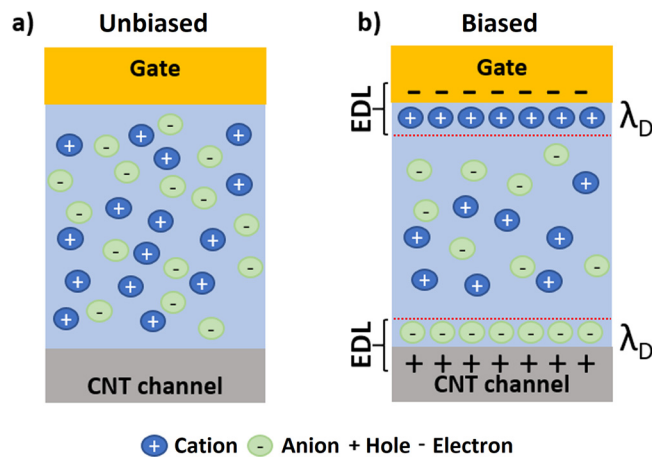 a) Unbiased
Gate
CNT channel
b) Biased
Gate
EDL
- - - - - - -
+ + + + + + +
λD
- - - - - - -
EDL
λD
+ + + + + + +
CNT channel
+ Cation - Anion + Hole - Electron